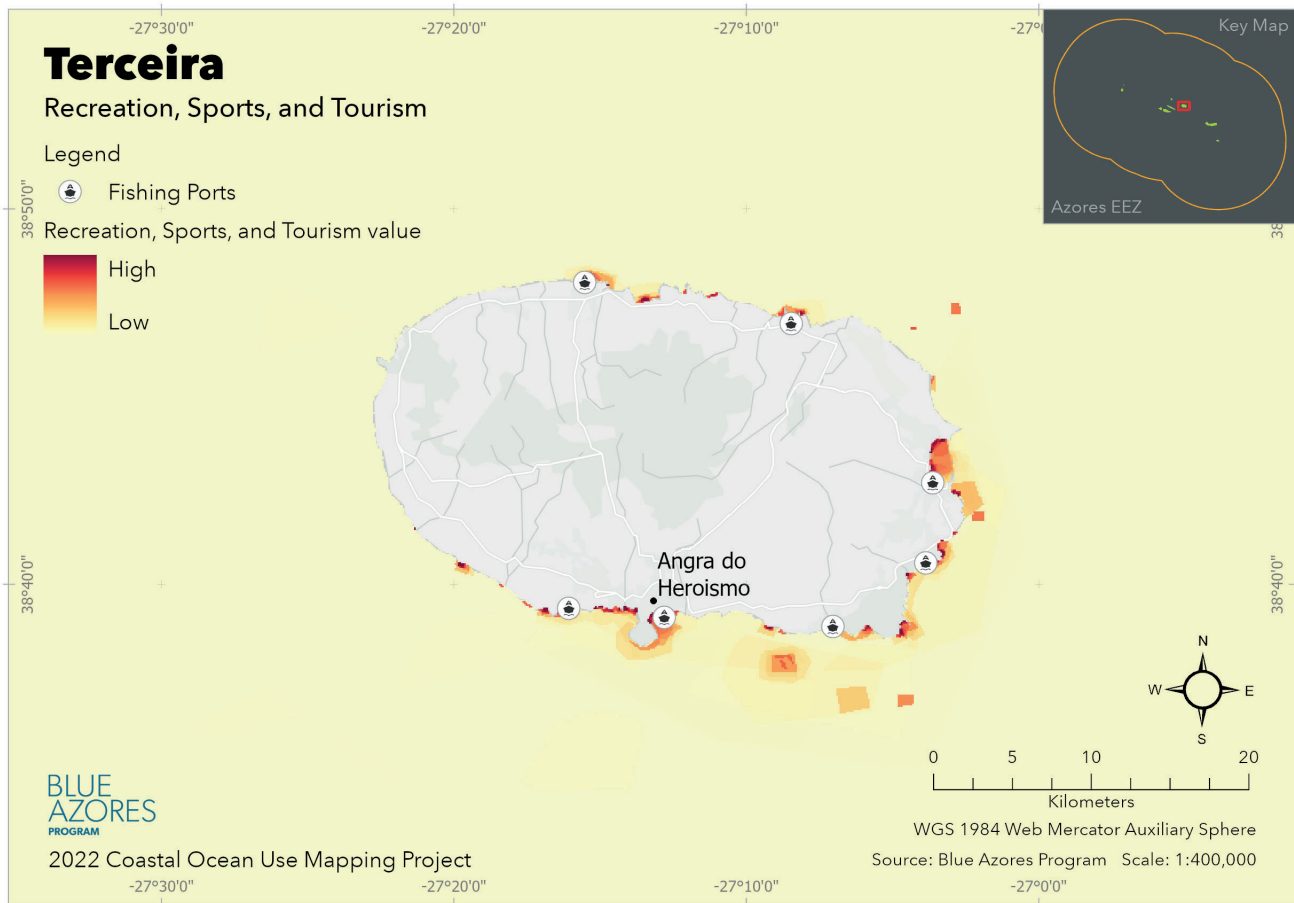 -27°30'0"
-27°20'0"
-27°10'0"
Key Map
Azores EEZ
Terceira
Recreation, Sports, and Tourism
Legend
Fishing Ports
Recreation, Sports, and Tourism value
High
Low
38°50'0"
38°40'0"
38°40'0"
Angra do
Heroismo
N
W
E
S
0
5
10
20
Kilometers
WGS 1984 Web Mercator Auxiliary Sphere
Source: Blue Azores Program Scale: 1:400,000
BLUE
AZORES
PROGRAM
2022 Coastal Ocean Use Mapping Project
-27°30'0"
-27°20'0"
-27°10'0"
-27°0'0"